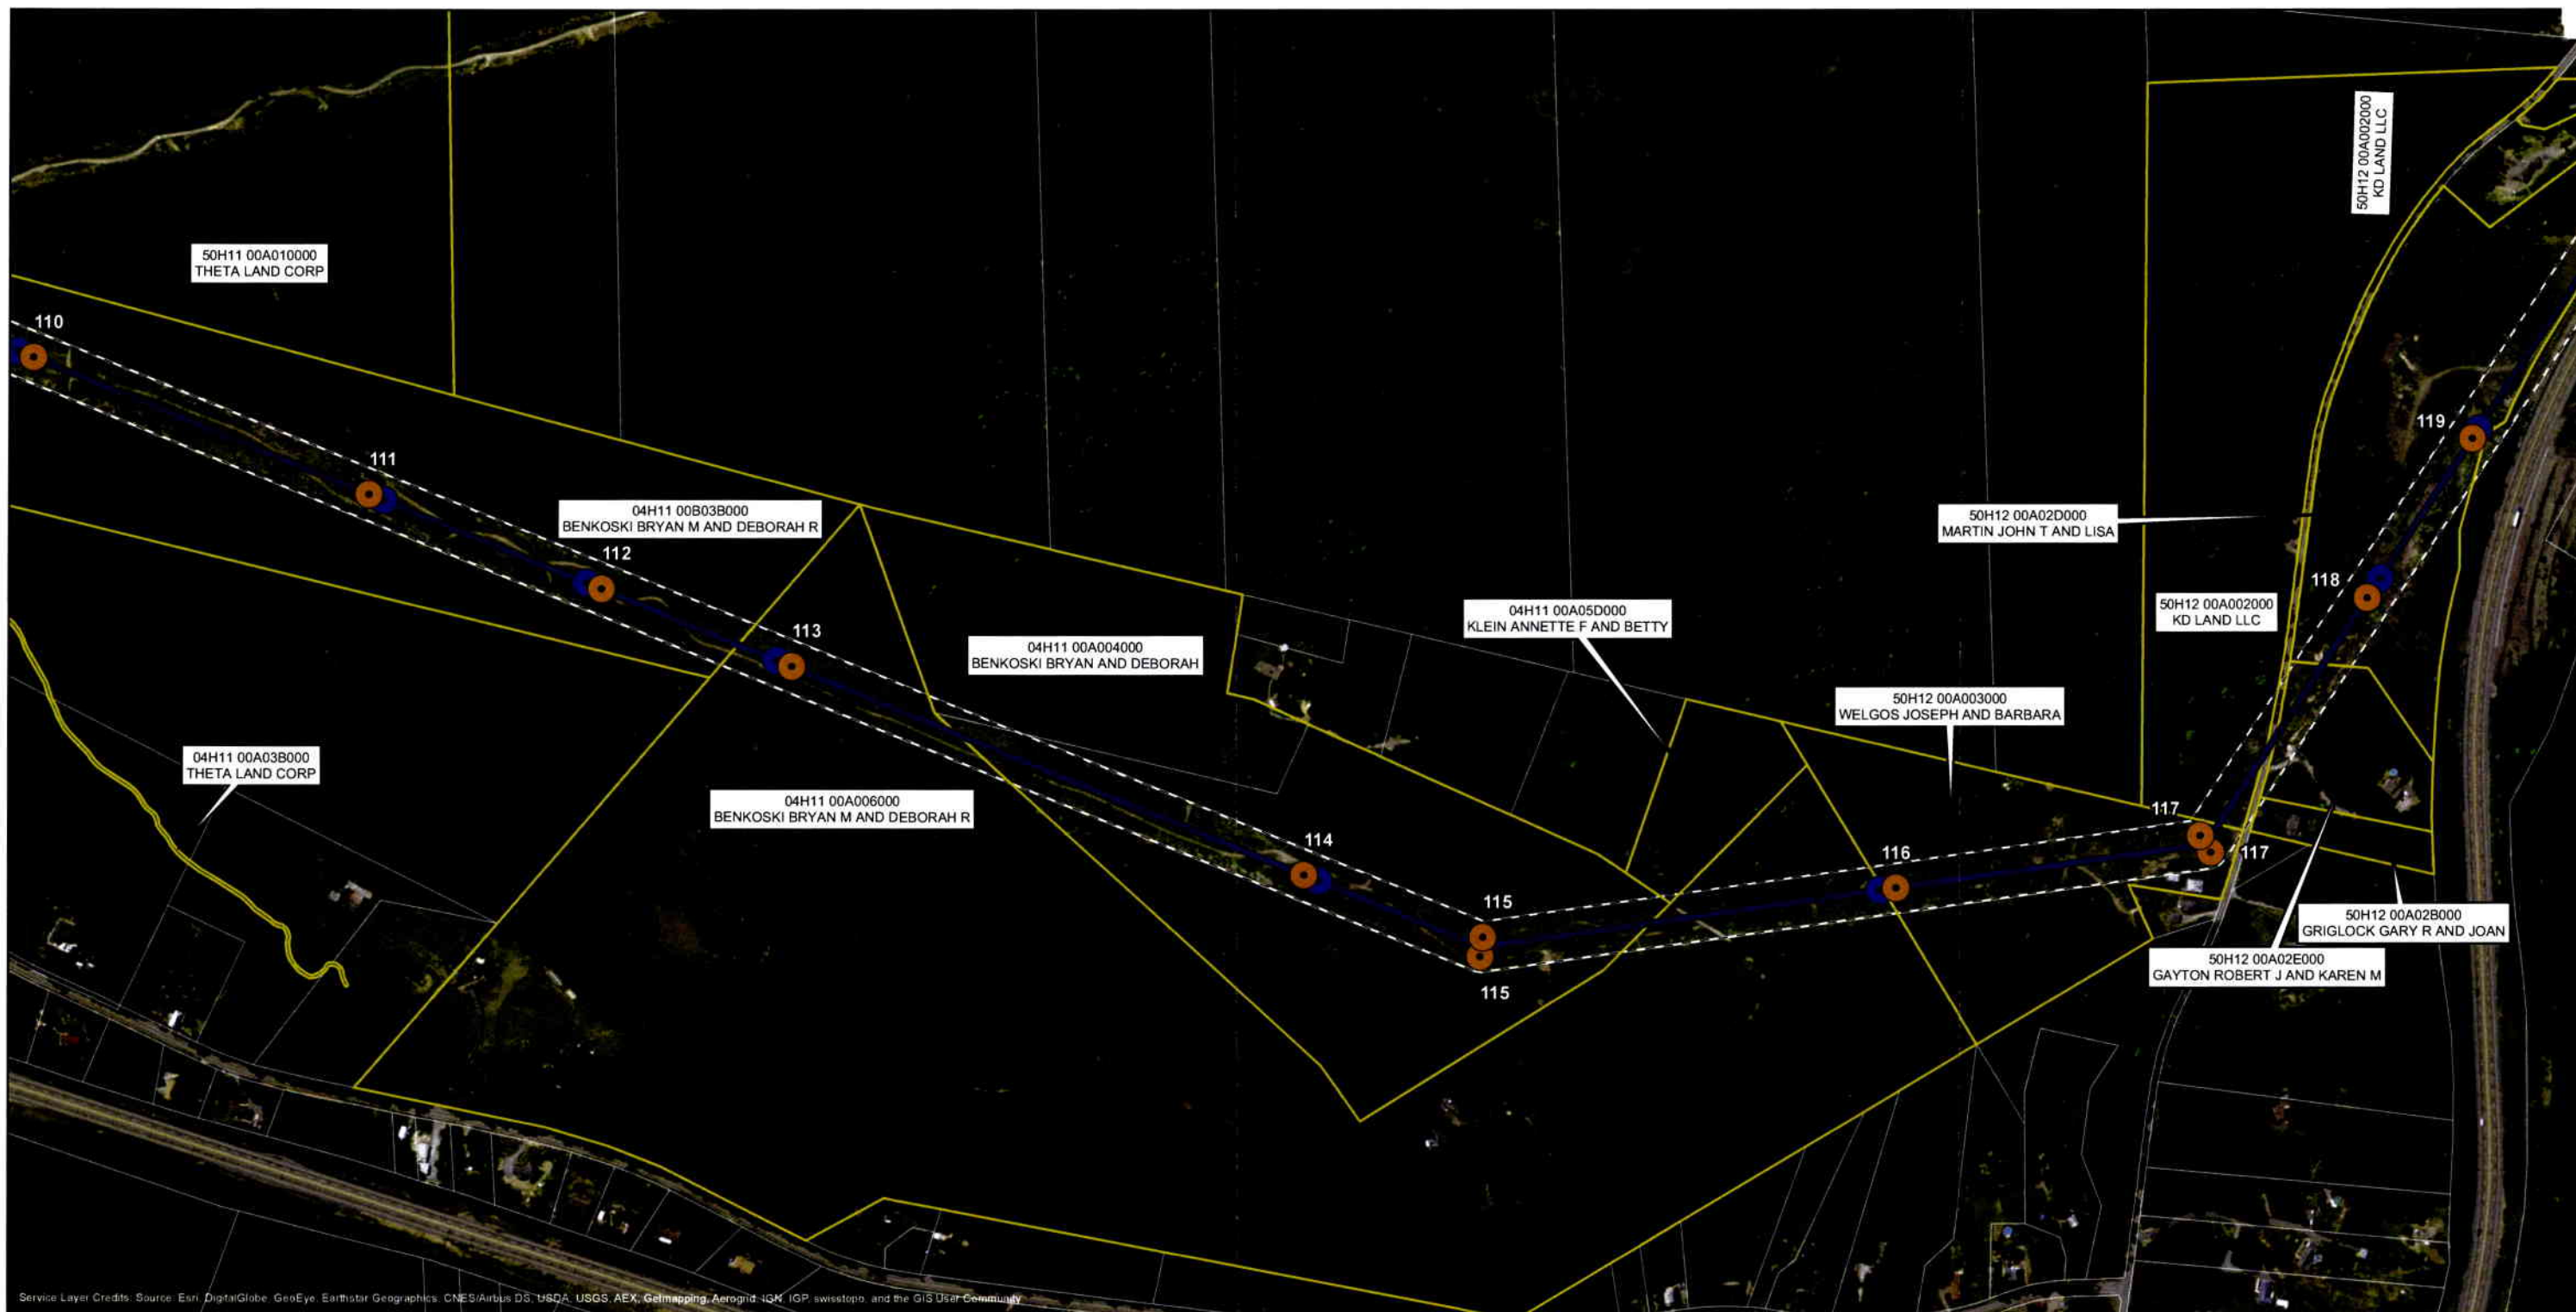 50H12 00A002000
KD LAND LLC
50H11 00A010000
THETA LAND CORP
110
119
111
04H11 00B03B000
BENKOSKI BRYAN M AND DEBORAH R
50H12 00A02D000
MARTIN JOHN T AND LISA
112
118
04H11 00A05D000
KLEIN ANNETTE F AND BETTY
50H12 00A002000
KD LAND LLC
113
04H11 00A004000
BENKOSKI BRYAN AND DEBORAH
50H12 00A003000
WELGOS JOSEPH AND BARBARA
04H11 00A03B000
THETA LAND CORP
04H11 00A006000
BENKOSKI BRYAN M AND DEBORAH R
117
114
116
117
115
50H12 00A02B000
GRIGLOCK GARY R AND JOAN
50H12 00A02E000
GAYTON ROBERT J AND KAREN M
115
Service Layer Credits: Source: Esri, DigitalGlobe, GeoEye, Earthstar Geographics, CNES/Airbus DS, USDA, USGS, AEX, Getmapping, Aerogrid, IGN, IGP, swisstopo, and the GIS User Community